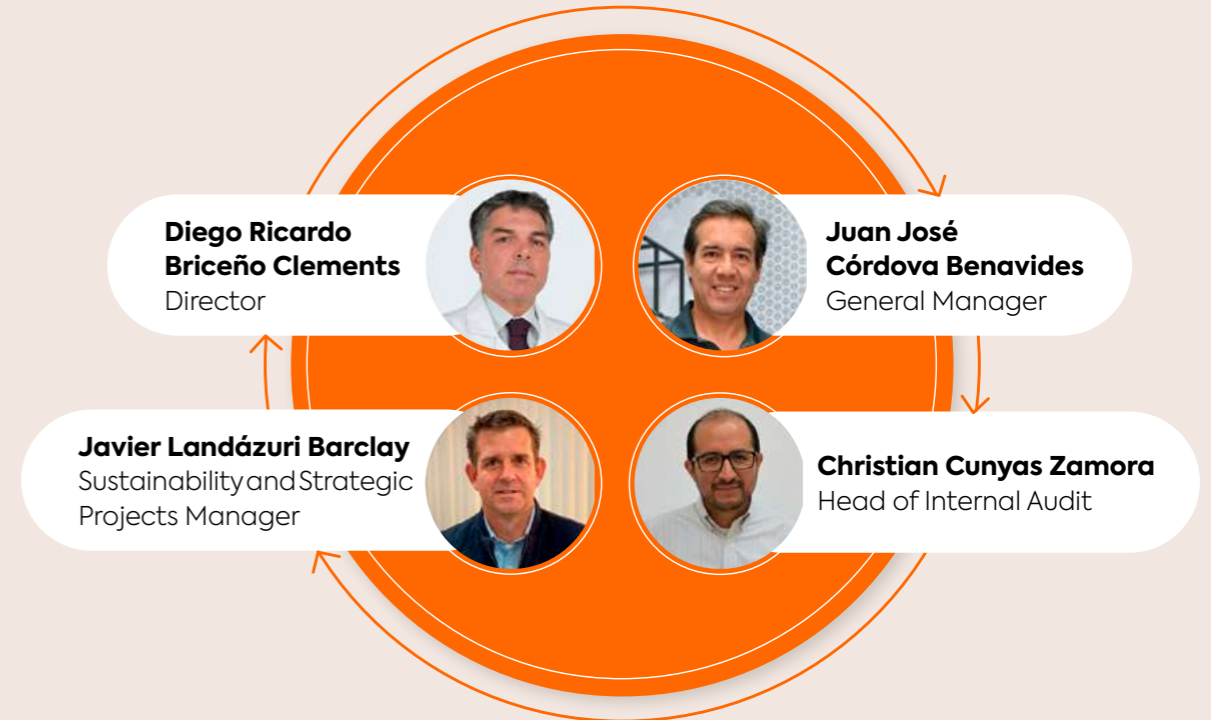 Diego Ricardo
Briceño Clements
Director
Juan José
Córdova Benavides
General Manager
Javier Landázuri Barclay
Sustainability and Strategic
Projects Manager
Christian Cunyas Zamora
Head of Internal Audit